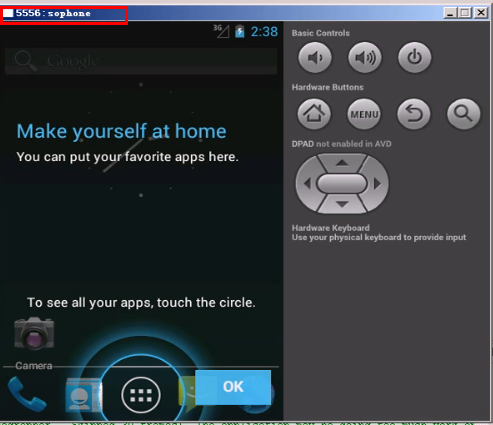 5556:sophone
3G
2:38
Google
Make yourself at home
You can put your favorite apps here.
To see all your apps, touch the circle.
Camera
OK
Basic Controls
Hardware Buttons
MENU
DPAD not enabled in AVD
Hardware Keyboard
Use your physical keyboard to provide input